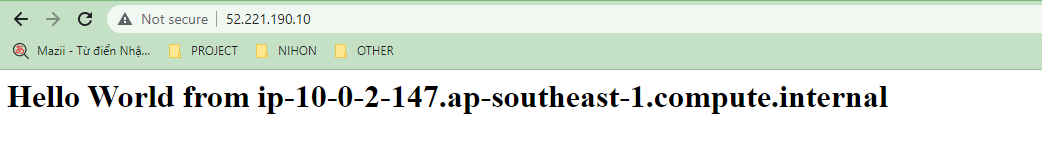 Not secure | 52.221.190.10
あ Mazii - Từ điển Nhậ... PROJECT NIHON OTHER
Hello World from ip-10-0-2-147.ap-southeast-1.compute.internal